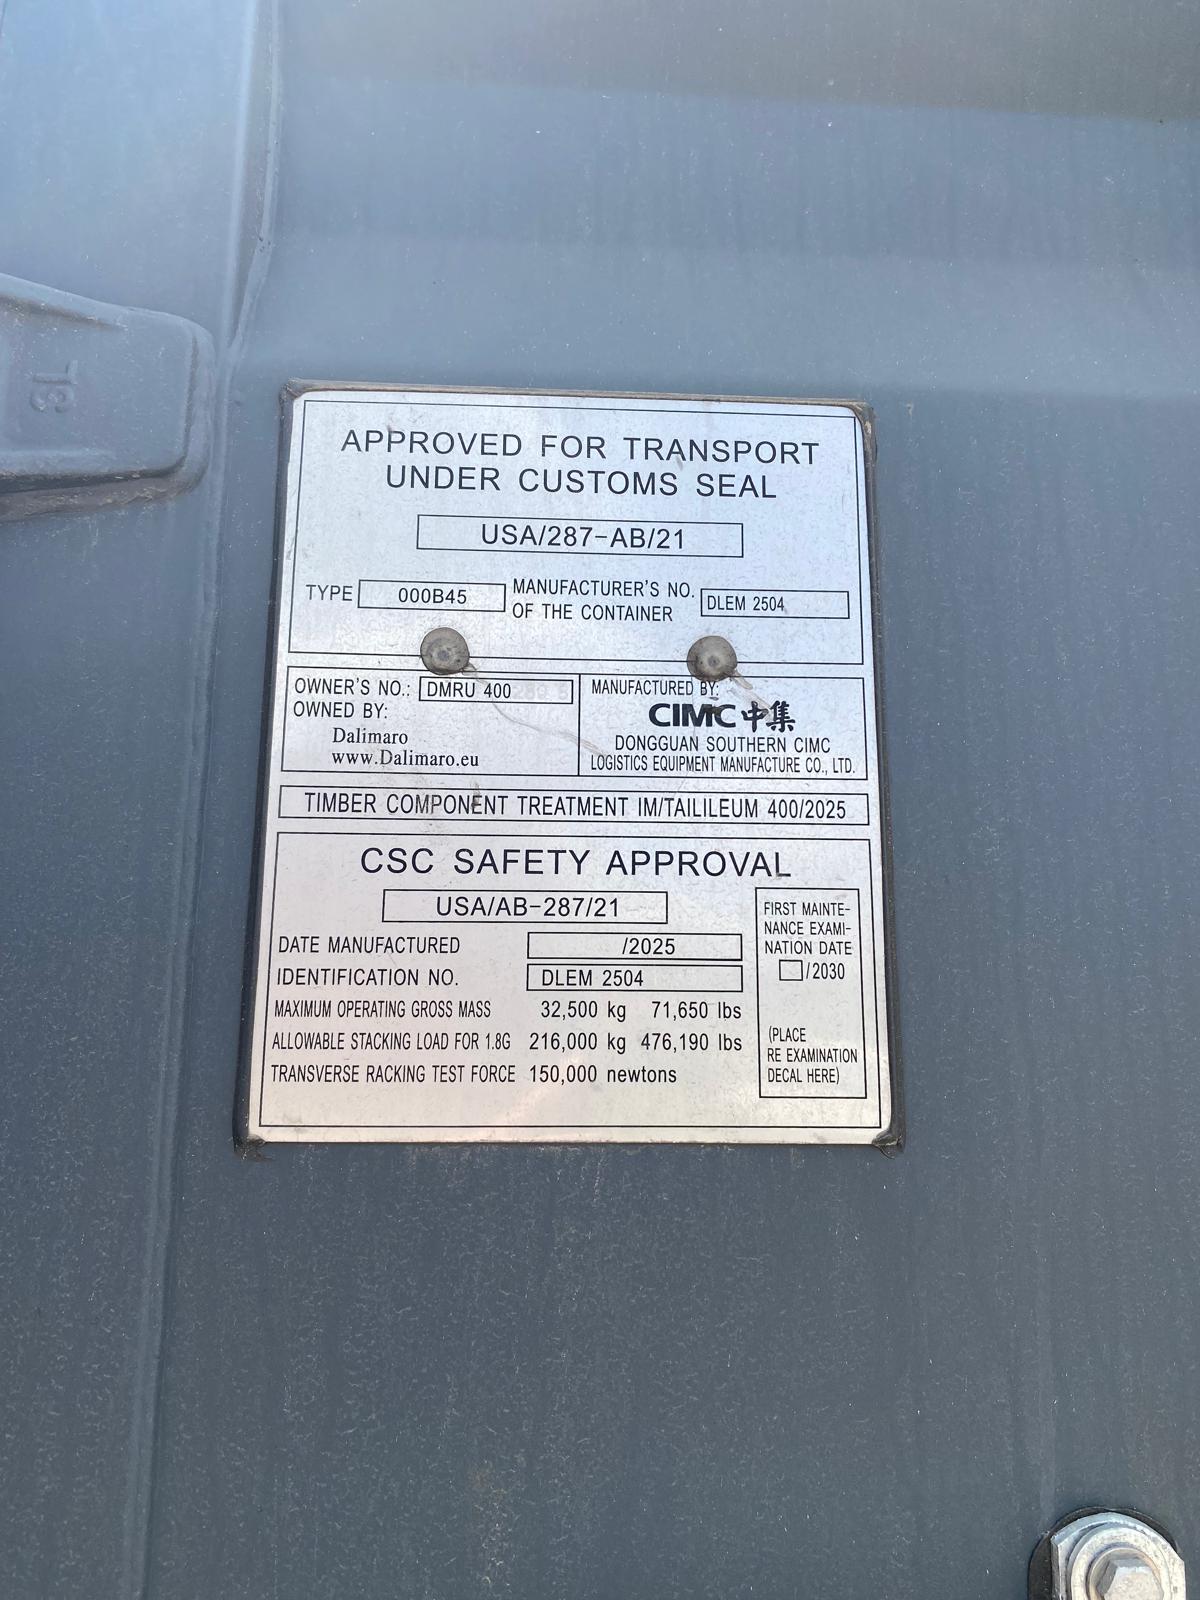 3L
APPROVED FOR TRANSPORT
UNDER CUSTOMS SEAL
USA/287-AB/21
TYPE 000B45 MANUFACTURER'S NO. OF THE CONTAINER DLEM 2504
OWNER'S NO.: DMRU 400
OWNED BY:
Dalimaro
www.Dalimaro.eu
MANUFACTURED BY:
CIMC中集
DONGGUAN SOUTHERN CIMC
LOGISTICS EQUIPMENT MANUFACTURE CO., LTD.
TIMBER COMPONENT TREATMENT IM/TAILILEUM 400/2025
CSC SAFETY APPROVAL
USA/AB-287/21
DATE MANUFACTURED /2025
IDENTIFICATION NO. DLEM 2504
MAXIMUM OPERATING GROSS MASS 32,500 kg 71,650 lbs
ALLOWABLE STACKING LOAD FOR 1.8G 216,000 kg 476,190 lbs
TRANSVERSE RACKING TEST FORCE 150,000 newtons
FIRST MAINTE-
NANCE EXAMI-
NATION DATE
/2030
(PLACE
RE EXAMINATION
DECAL HERE)